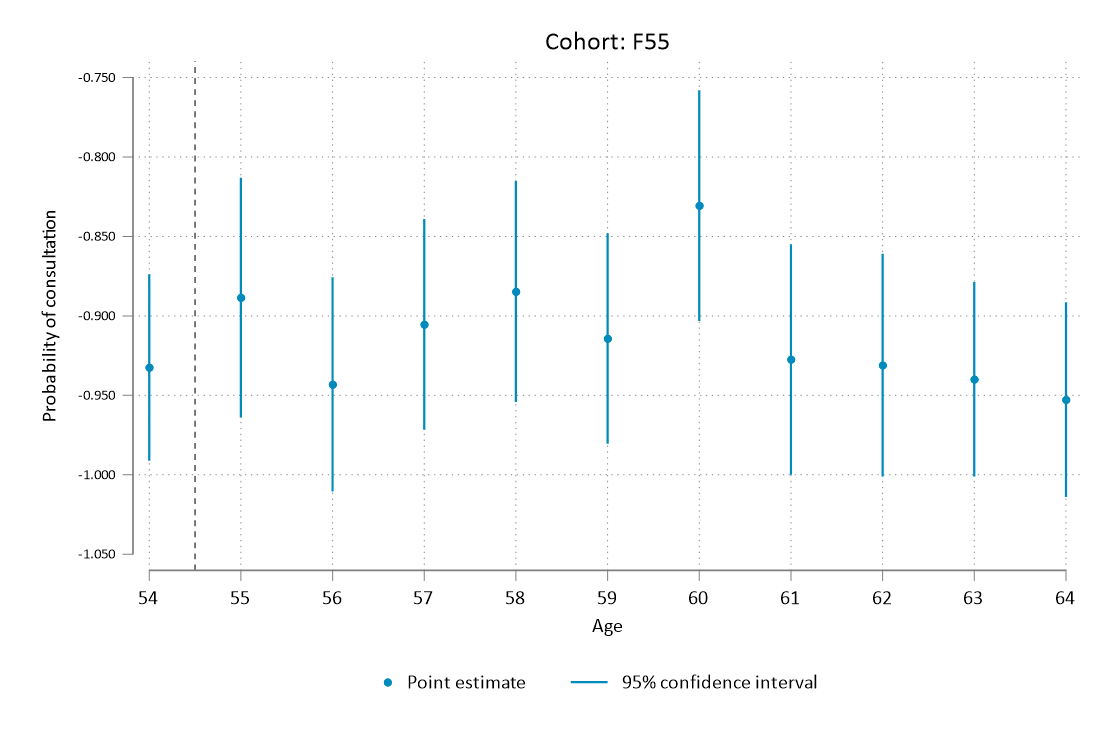 Cohort: F55
-0.750
-0.800
-0.850
-0.900
-0.950
-1.000
-1.050
Probability of consultation
54 55 56 57 58 59 60 61 62 63 64
Age
Point estimate 95% confidence interval